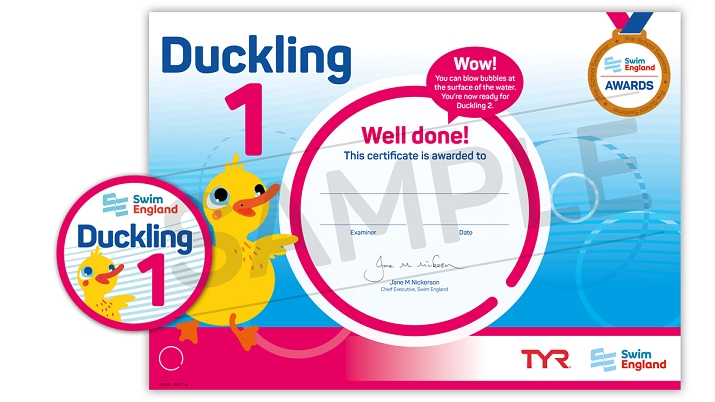 Duckling
1
Wow!
You can blow bubbles at
the surface of the water.
You're now ready for
Duckling 2.
Swim
England
AWARDS
Well done!
This certificate is awarded to
Examiner Date
Jane M Nickerson
Jane M Nickerson
Chief Executive, Swim England
SAMPLE
Swim
England
Duckling
1
TYR
Swim
England